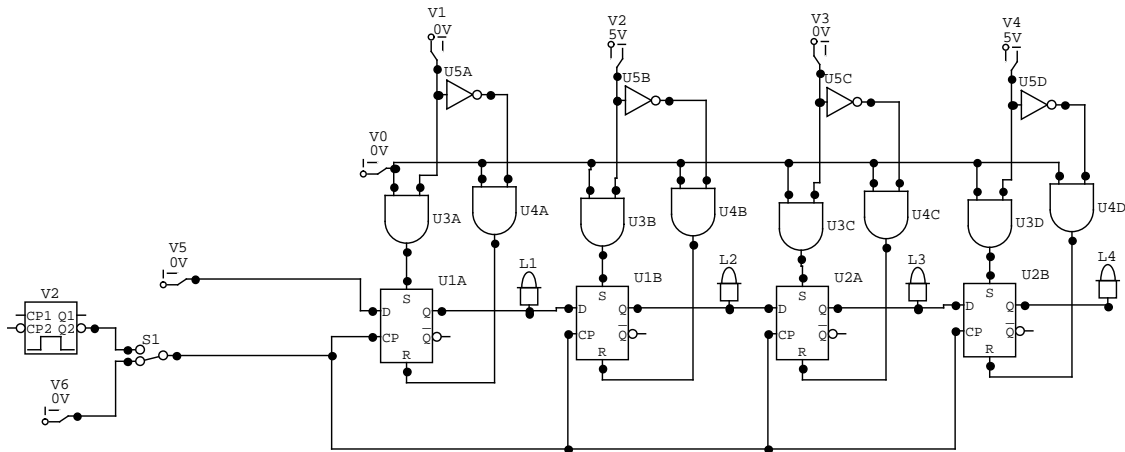 V1
0V
V2
5V
V3
0V
V4
5V
U5A
U5B
U5C
U5D
V0
0V
U3A
U4A
U3B
U4B
U3C
U4C
U3D
U4D
V5
0V
V2
CP1 Q1
CP2 Q2
S1
V6
0V
U1A
S
D Q
CP Q
R
L1
U1B
S
D Q
CP Q
R
L2
U2A
S
D Q
CP Q
R
L3
U2B
S
D Q
CP Q
R
L4